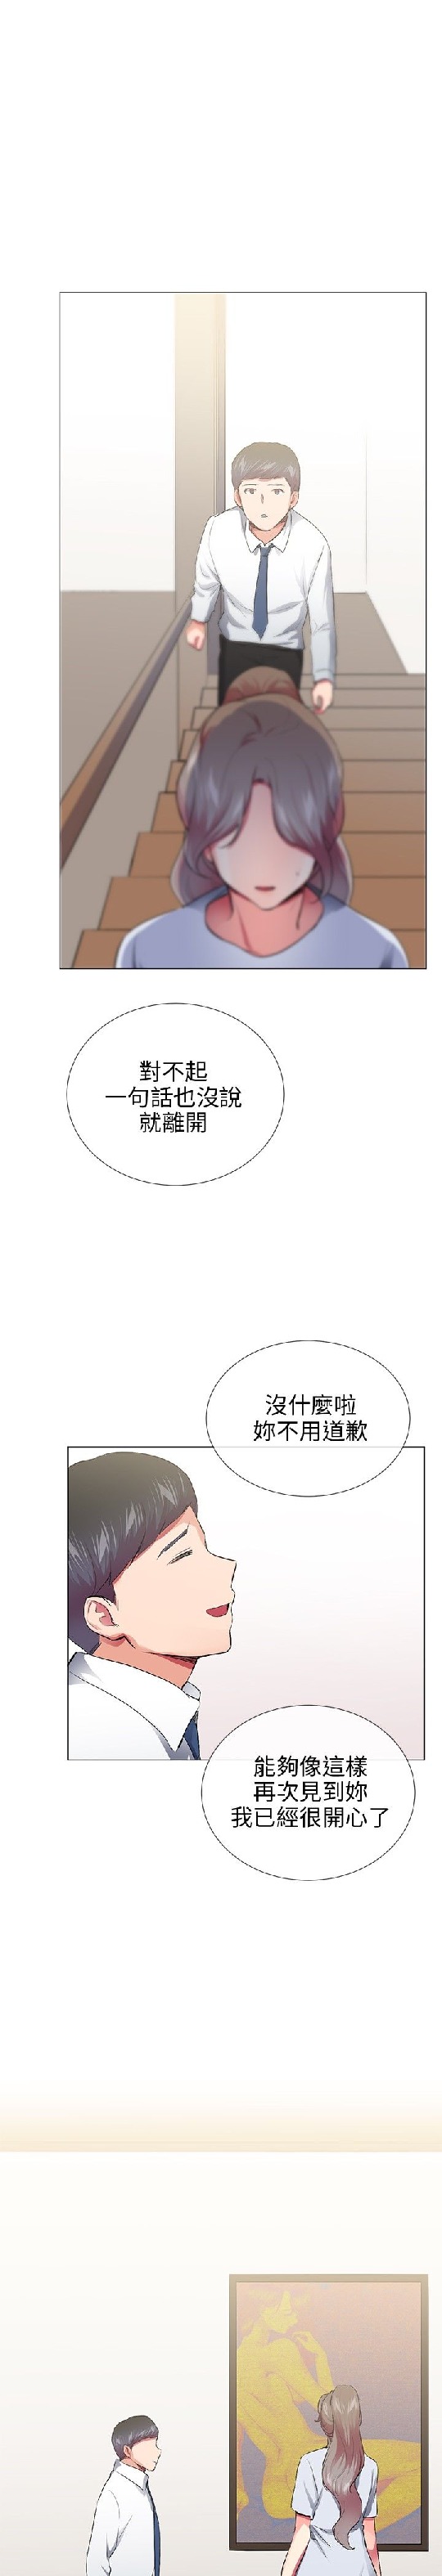 對不起
一句話也沒說
就離開
沒什麼啦
妳不用道歉
能夠像這樣
再次見到妳
我已經很開心了